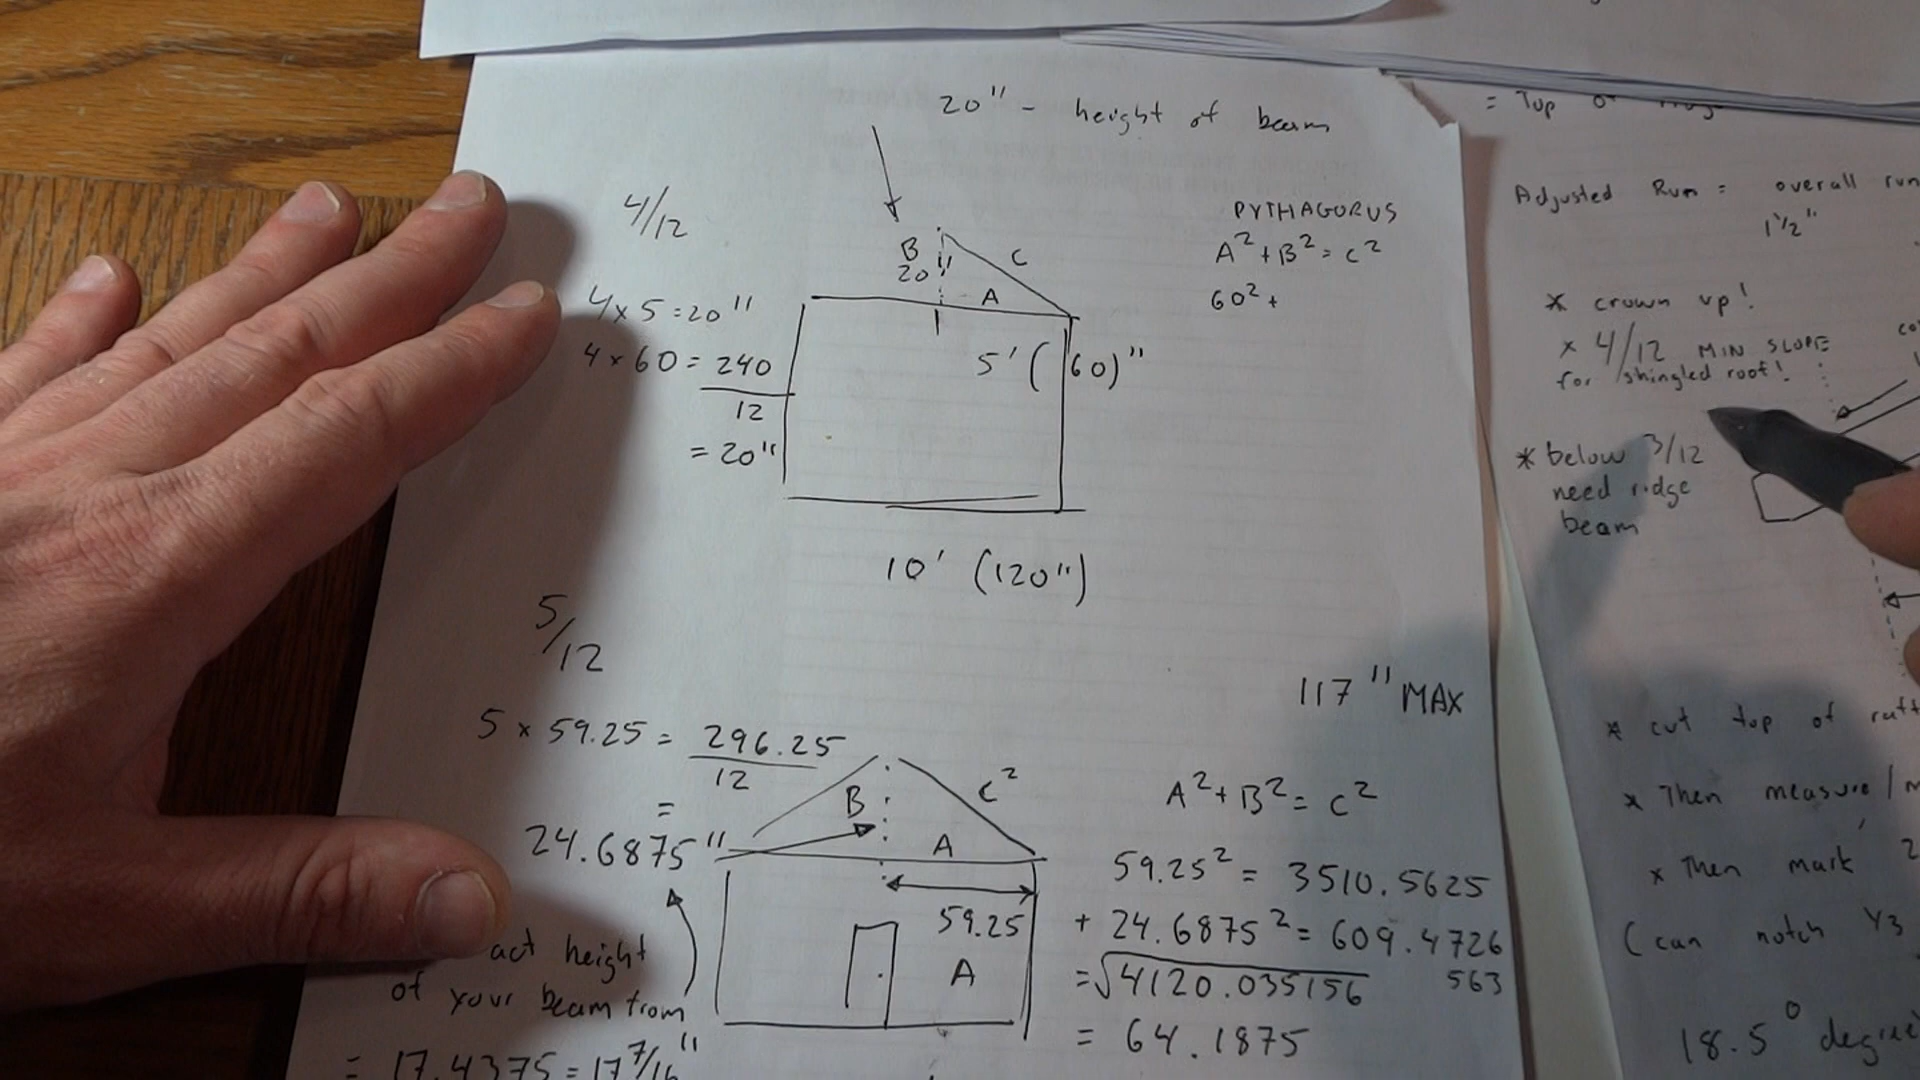 20" - height of beam
4/12
PYTHAGORUS
A² + B² = C²
60² +
B
20"
C
A
4 x 5 = 20"
4 x 60 = 240
12
= 20"
5' (60)"
10' (120")
5/12
117" MAX
5 x 59.25 = 296.25
12
=
24.6875"
B
C²
A
59.25
A
A² + B² = C²
59.25² = 3510.5625
+ 24.6875² = 609.4726
563
= √4120.035156
= 64.1875
act height
of your beam from
= 17.4375 = 17 7/16"
= Top of
Adjusted Run = overall run
1 1/2"
* crown up!
* 4/12 MIN SLOPE
for shingled roof!
* below 3/12
need ridge
beam
* cut top of
* Then measure/
* Then mark
(can notch 1/3
18.5° degree